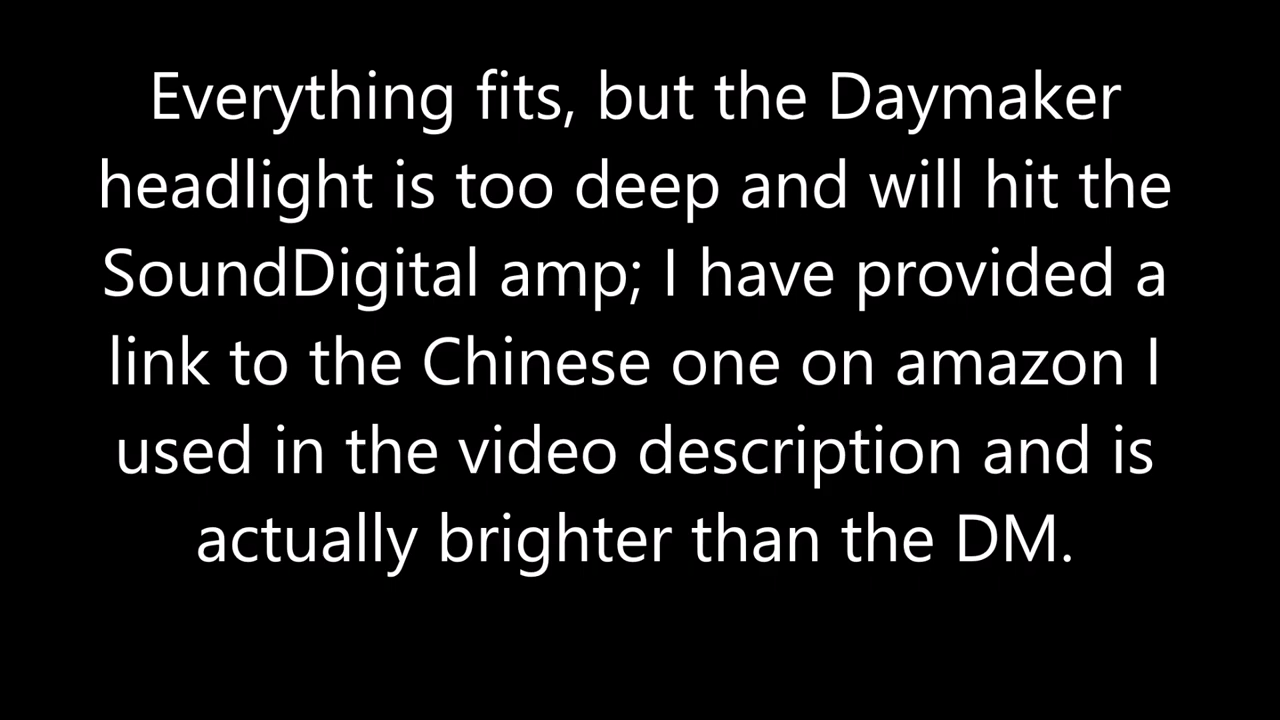 Everything fits, but the Daymaker
headlight is too deep and will hit the
SoundDigital amp; I have provided a
link to the Chinese one on amazon I
used in the video description and is
actually brighter than the DM.